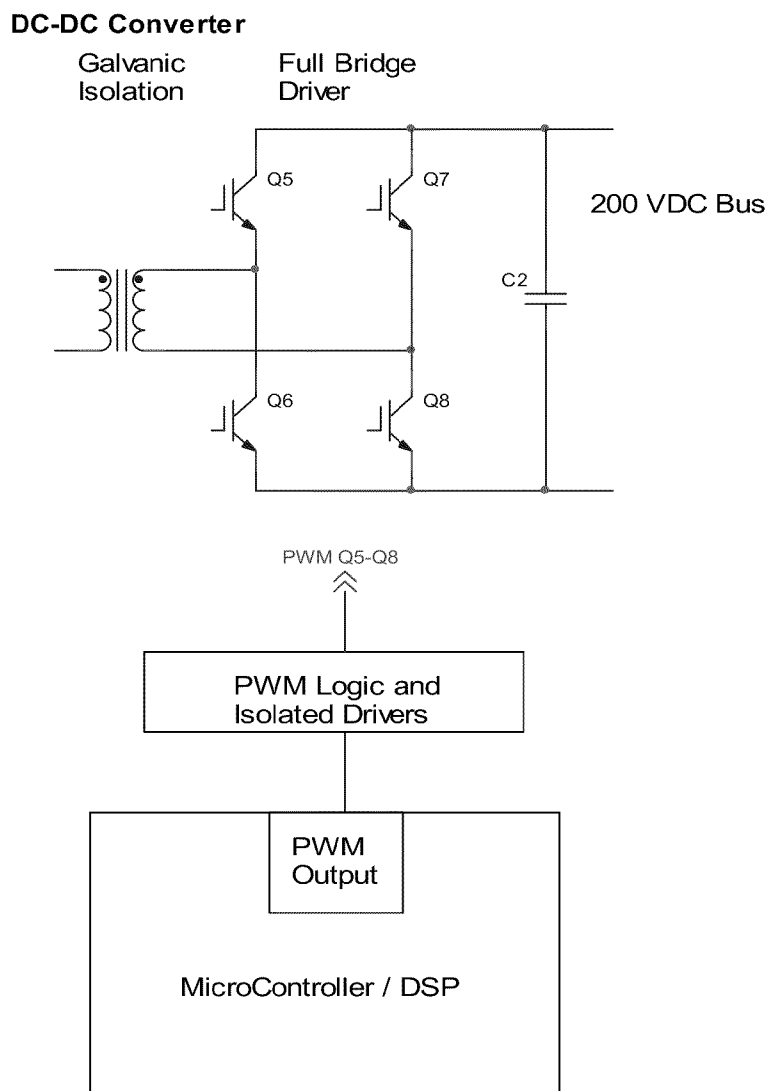 DC-DC Converter
Galvanic
Isolation
Full Bridge
Driver
Q5
Q7
200 VDC Bus
C2
Q6
Q8
PWM Q5-Q8
PWM Logic and
Isolated Drivers
PWM
Output
MicroController / DSP